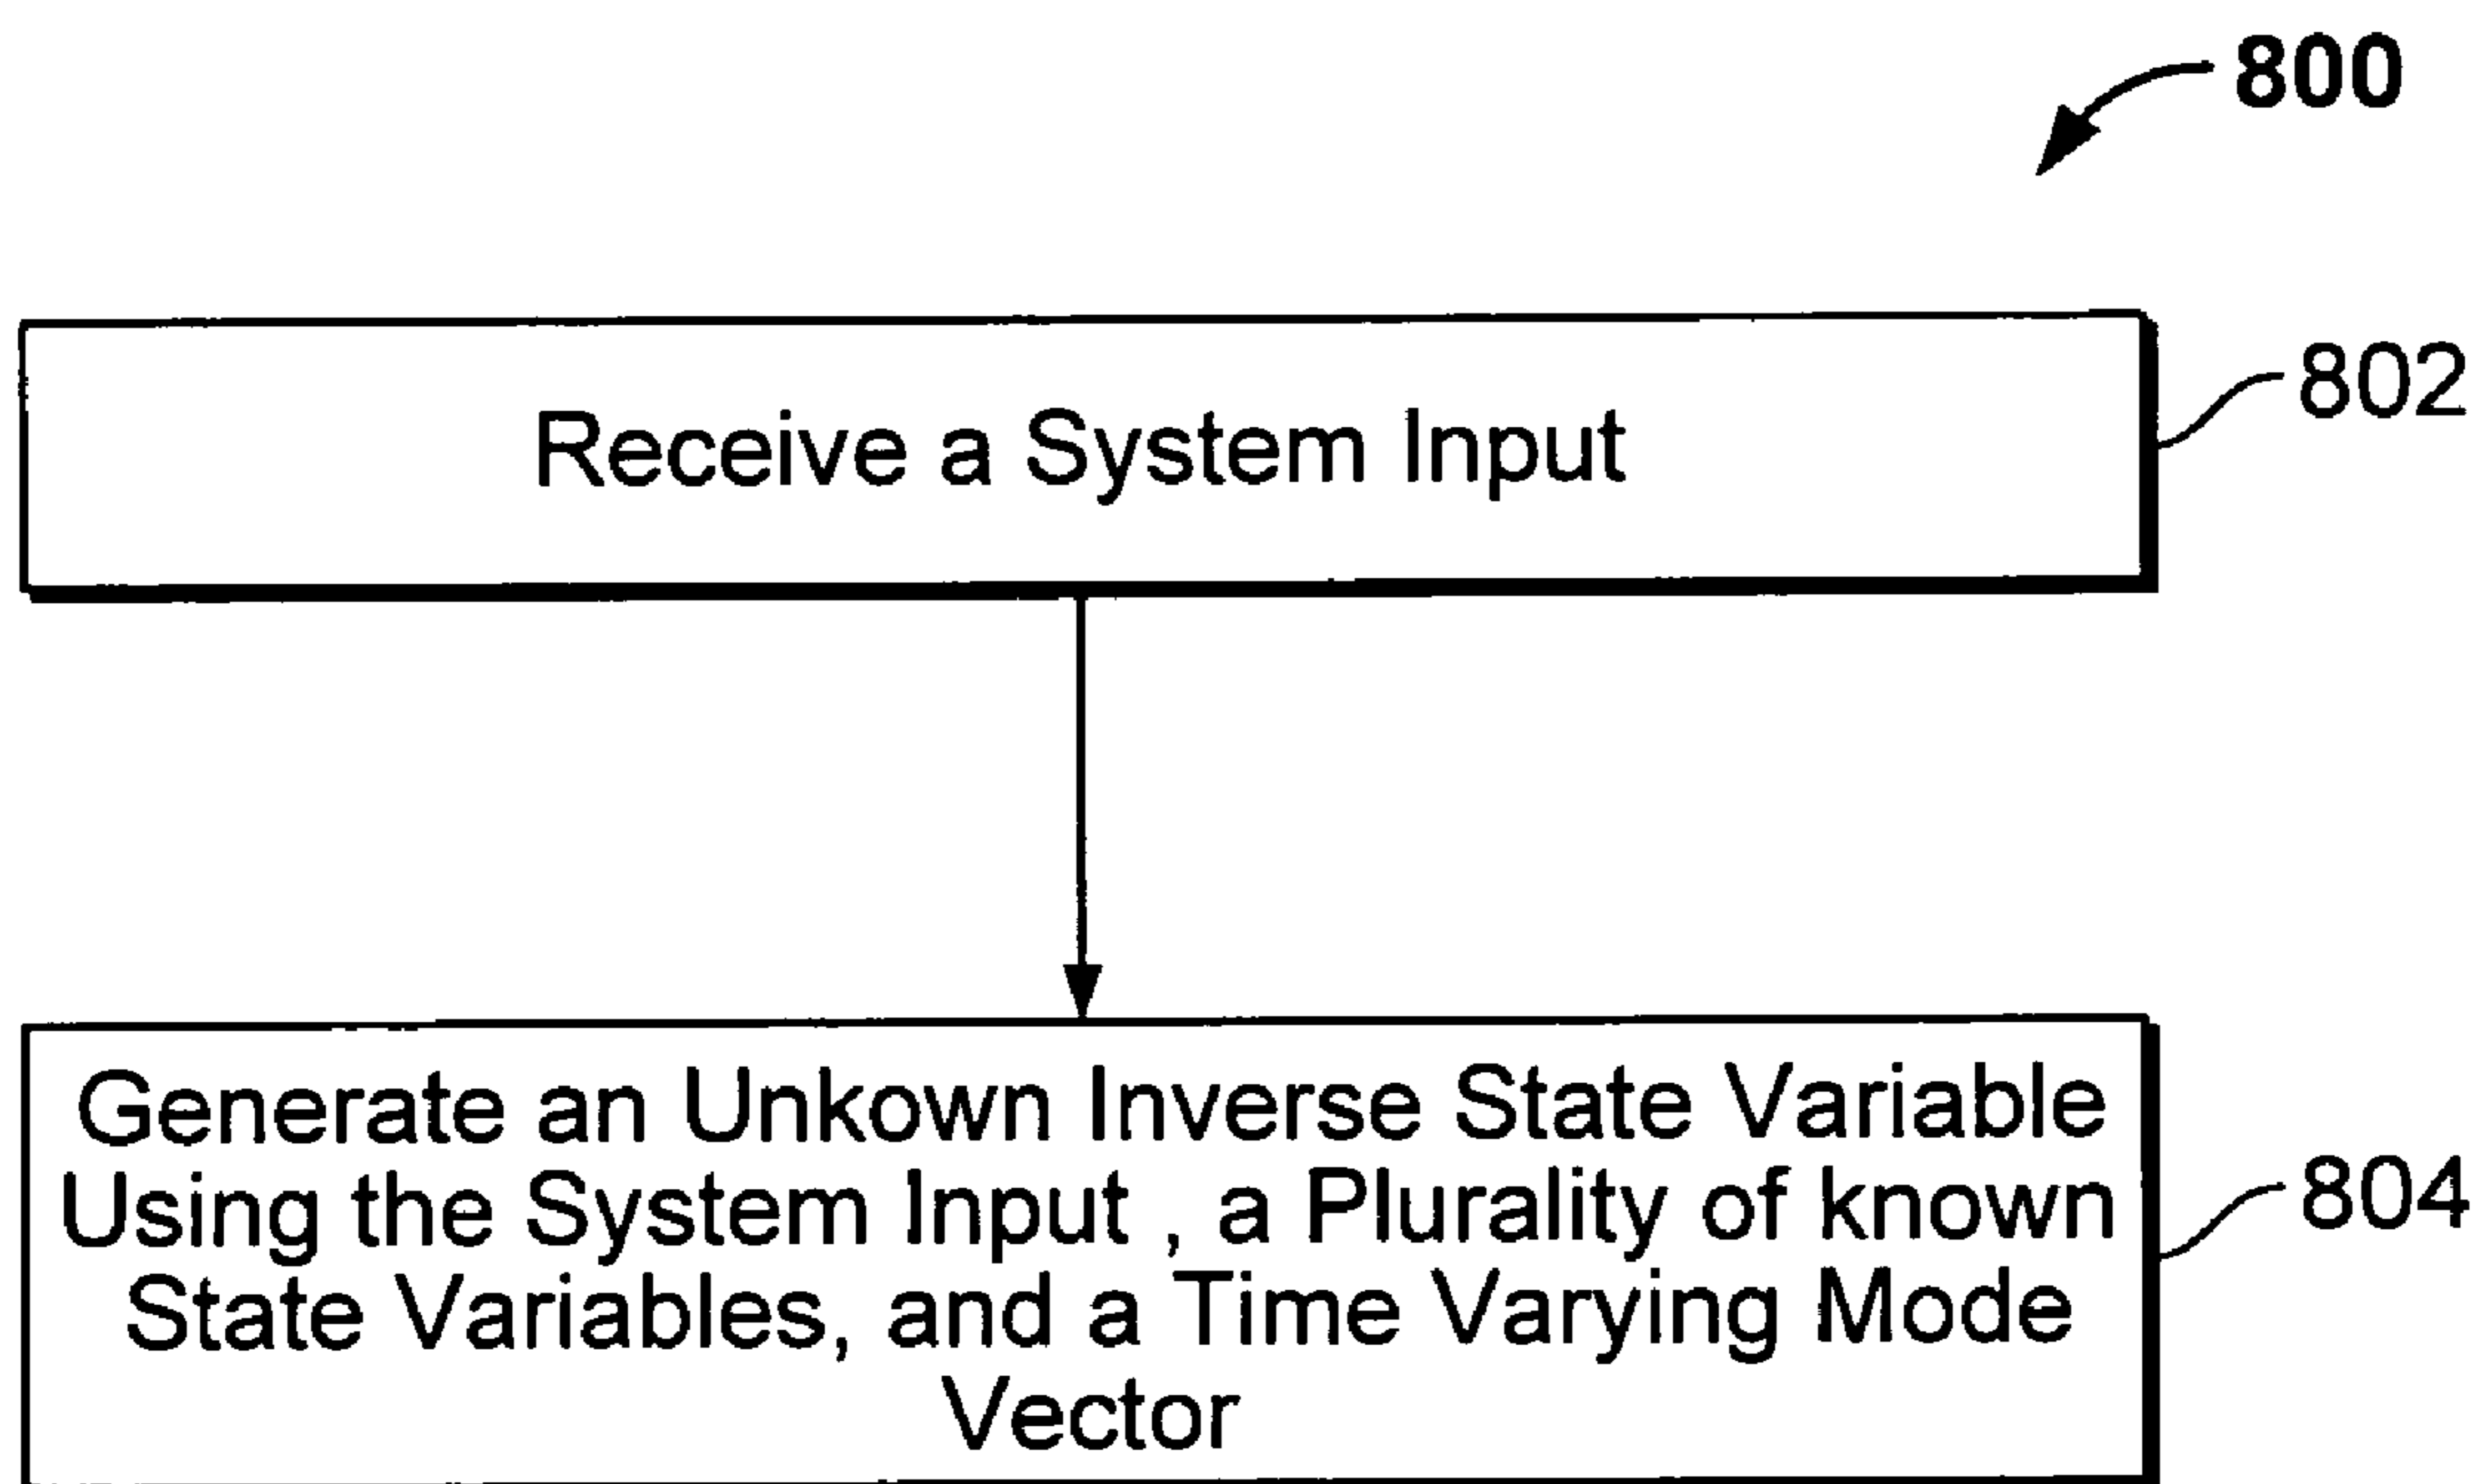 800
Receive a System Input
802
Generate an Unkown Inverse State Variable
Using the System Input , a Plurality of known
State Variables, and a Time Varying Mode
Vector
804